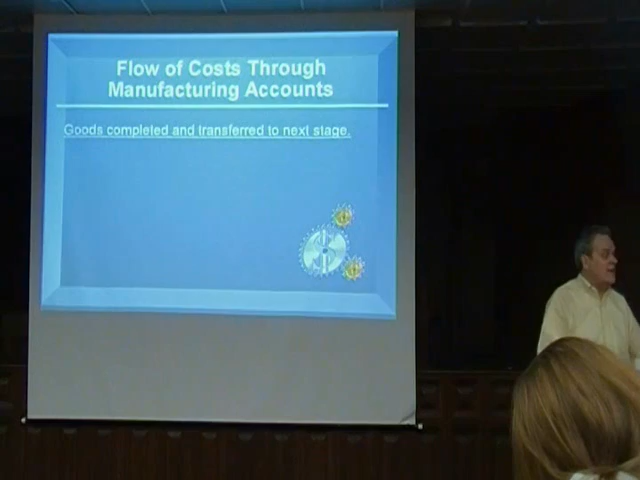 Flow of Costs Through
Manufacturing Accounts
Goods completed and transferred to next stage.